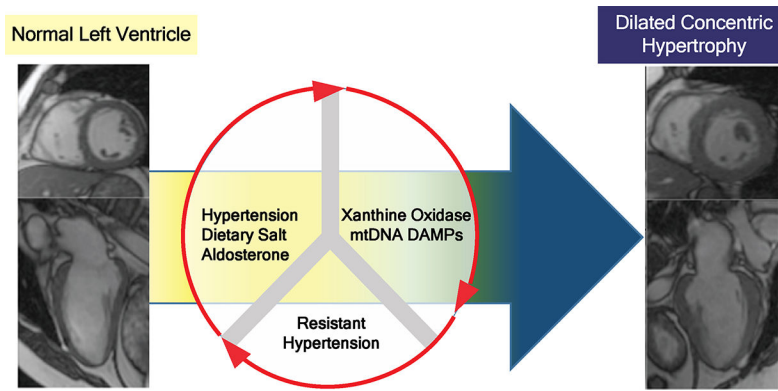 Normal Left Ventricle
Dilated Concentric
Hypertrophy
Hypertension
Dietary Salt
Aldosterone
Xanthine Oxidase
mtDNA DAMPs
Resistant
Hypertension